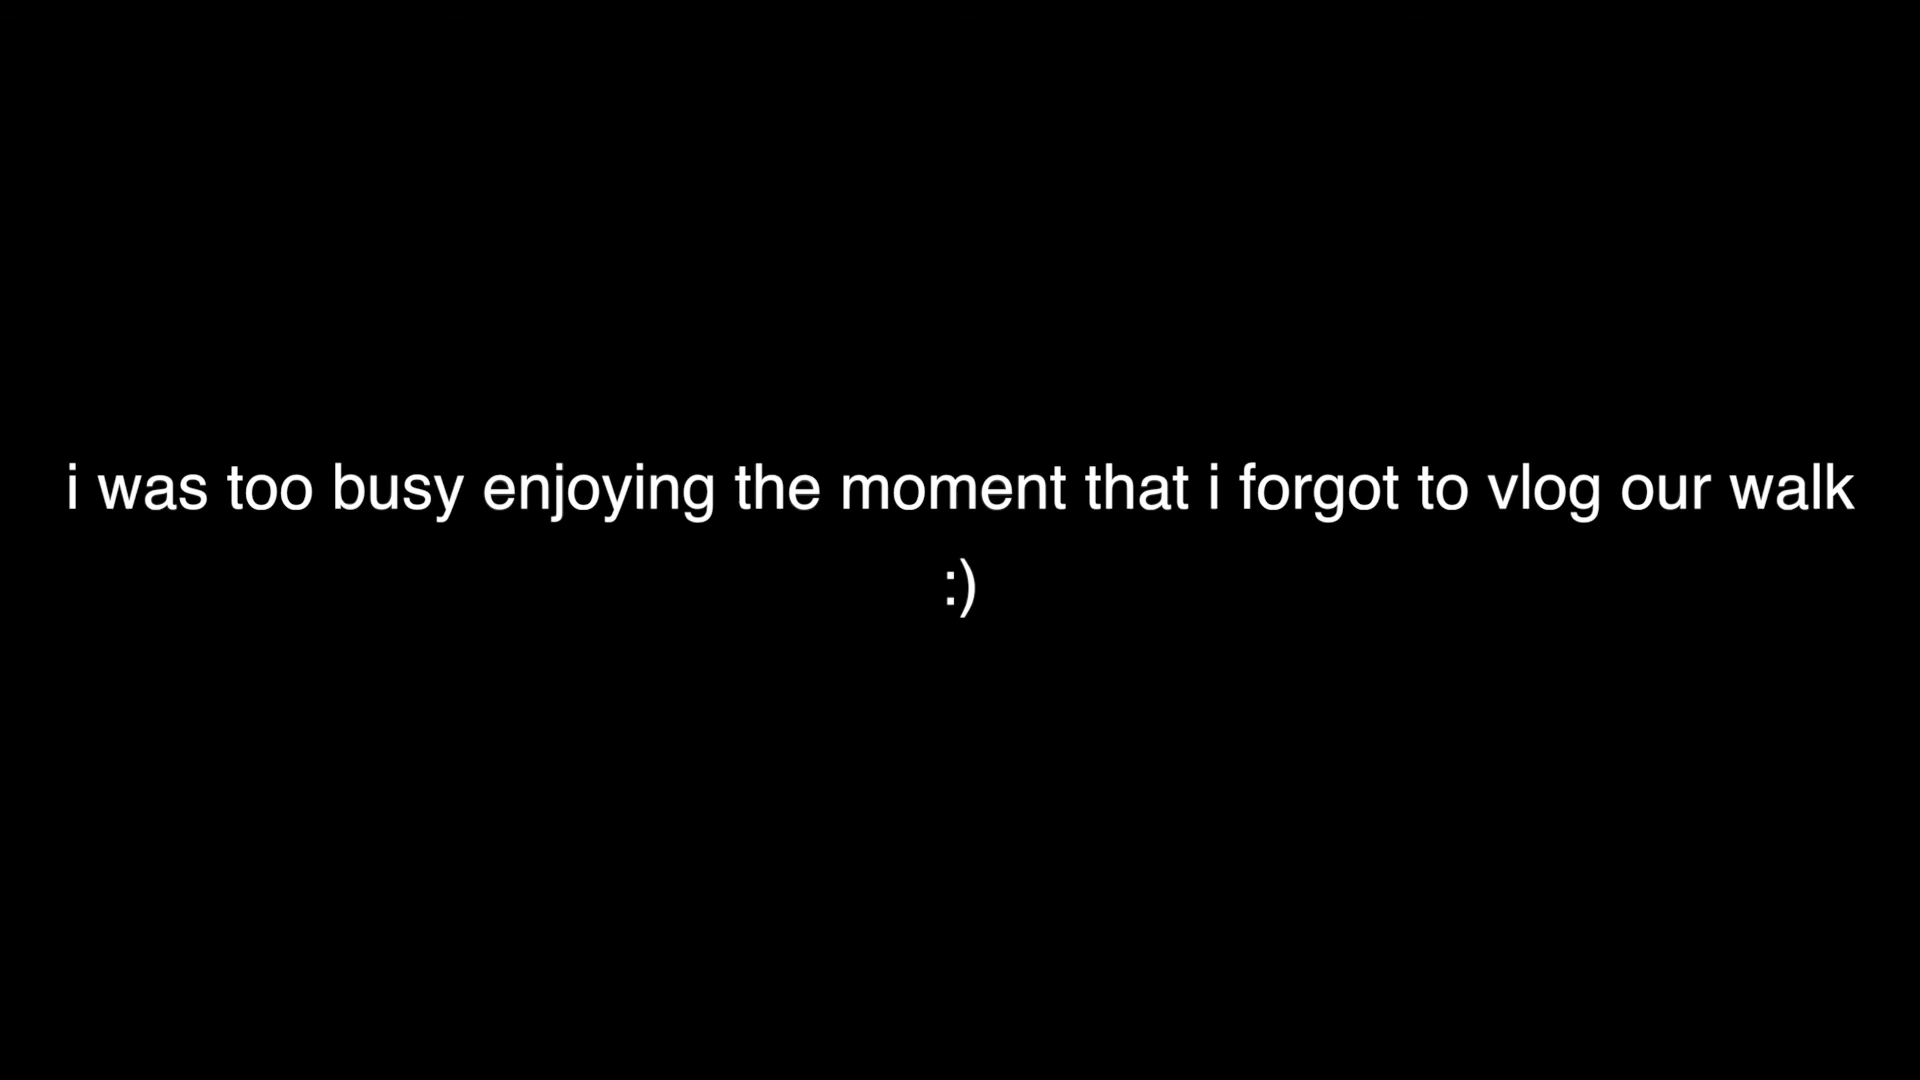 i was too busy enjoying the moment that i forgot to vlog our walk
:)